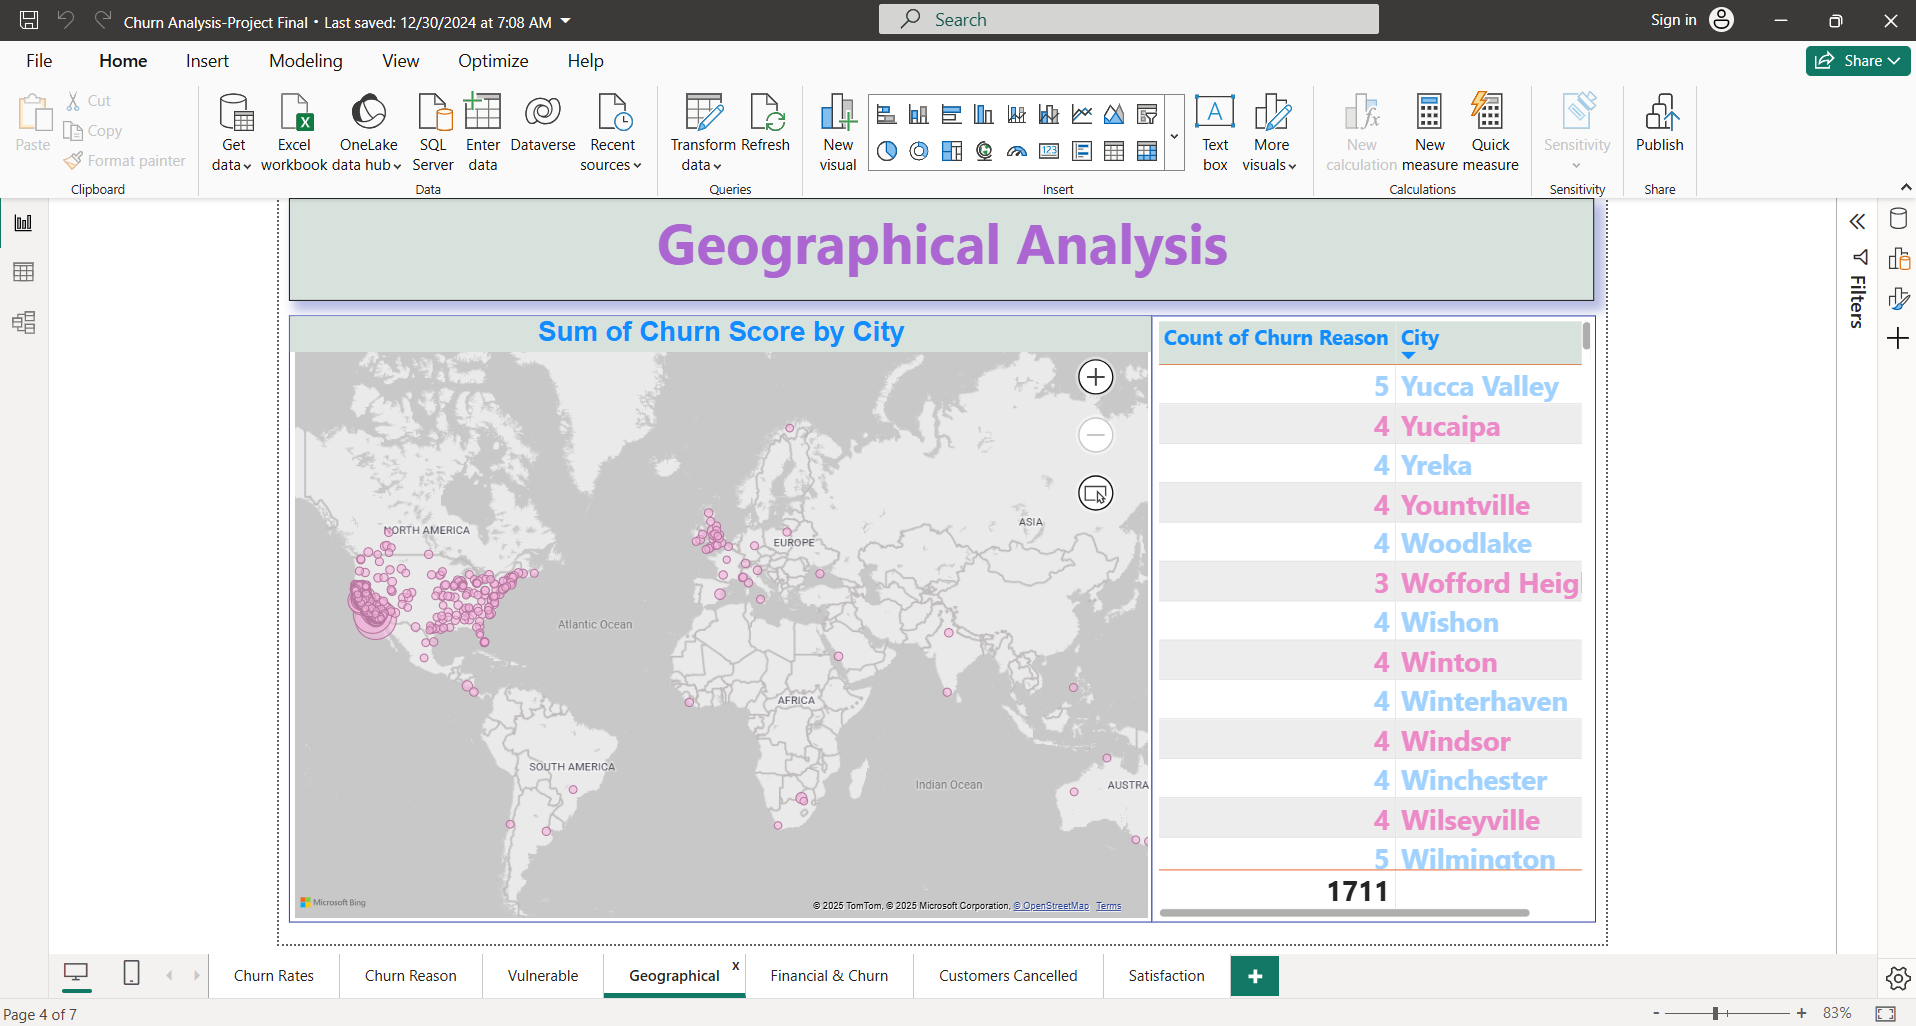 Churn Analysis-Project Final • Last saved: 12/30/2024 at 7:08 AM
Search
Sign in
File
Home
Insert
Modeling
View
Optimize
Help
Share
Paste
Cut
Copy
Format painter
Clipboard
Get data
Excel workbook
OneLake data hub
SQL Server
Enter data
Dataverse
Recent sources
Data
Transform data
Refresh
Queries
New visual
123
Text box
More visuals
Insert
New calculation
New measure
Quick measure
Calculations
Sensitivity
Sensitivity
Publish
Share
Geographical Analysis
Sum of Churn Score by City
NORTH AMERICA
EUROPE
ASIA
Atlantic Ocean
AFRICA
SOUTH AMERICA
Indian Ocean
AUSTRA
Microsoft Bing
© 2025 TomTom, © 2025 Microsoft Corporation, © OpenStreetMap Terms
Count of Churn Reason City
5 Yucca Valley
4 Yucaipa
4 Yreka
4 Yountville
4 Woodlake
3 Wofford Heig
4 Wishon
4 Winton
4 Winterhaven
4 Windsor
4 Winchester
4 Wilseyville
5 Wilmington
1711
Filters
Churn Rates
Churn Reason
Vulnerable
Geographical
x
Financial & Churn
Customers Cancelled
Satisfaction
+
Page 4 of 7
- + 83%